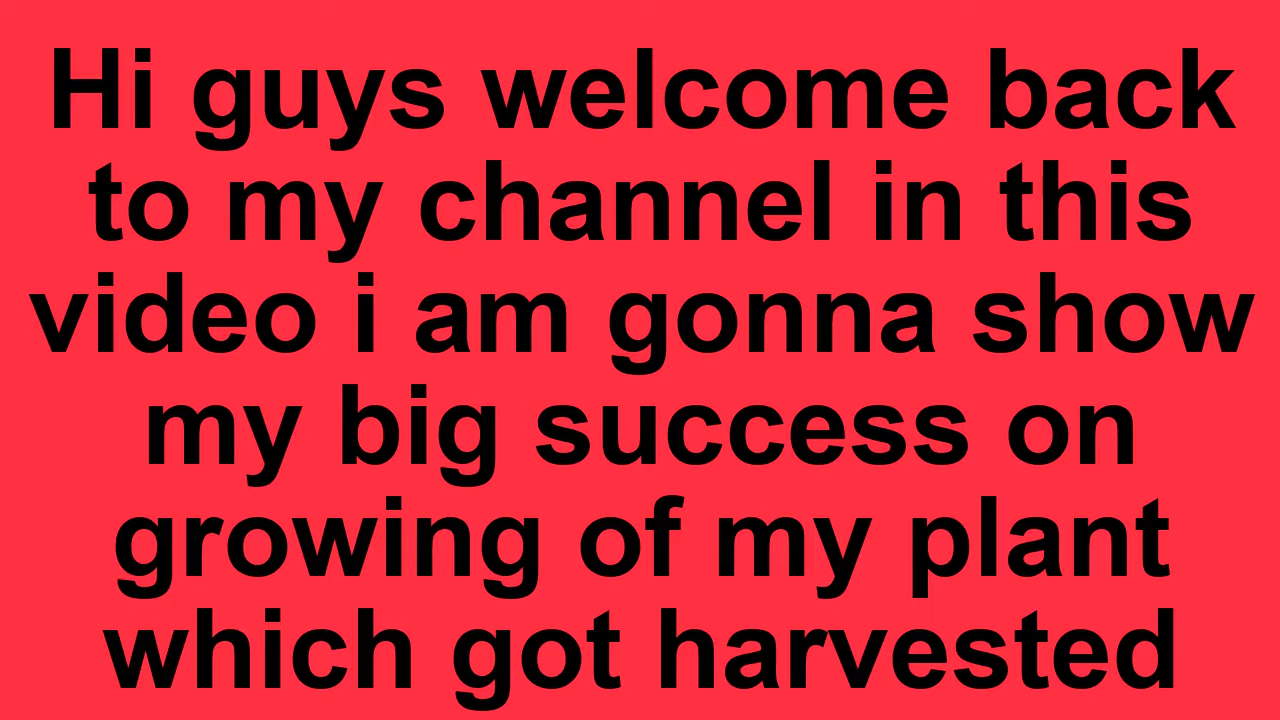 Hi guys welcome back
to my channel in this
video i am gonna show
my big success on
growing of my plant
which got harvested